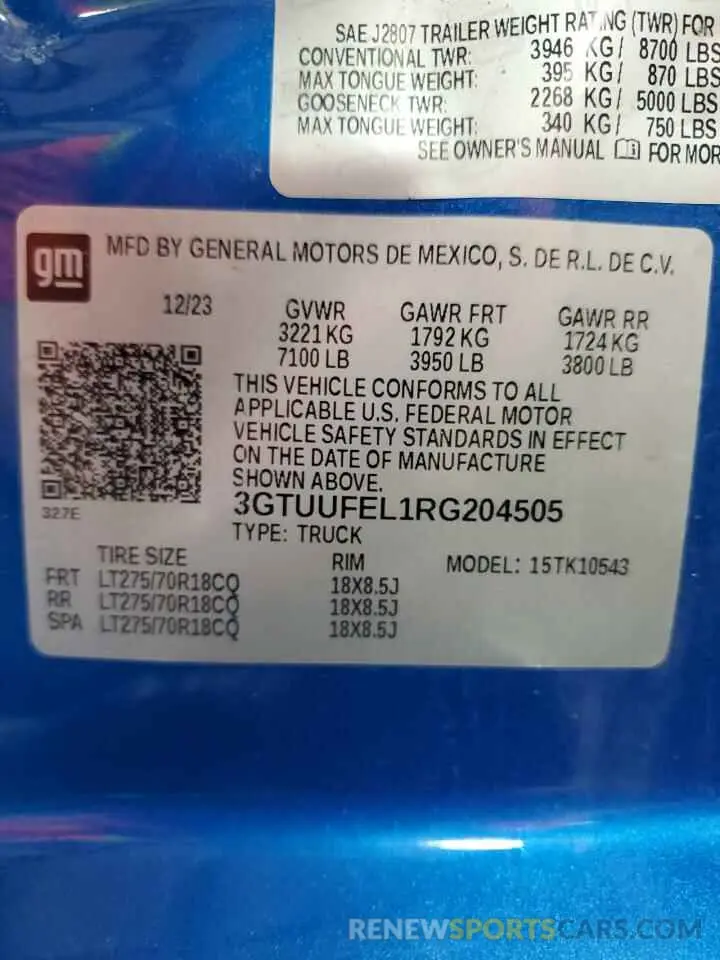 SAE J2807 TRAILER WEIGHT RATING (TWR) FOR
CONVENTIONAL TWR: 3946 KG/ 8700 LBS
MAX TONGUE WEIGHT: 395 KG/ 870 LBS
GOOSENECK TWR: 2268 KG/ 5000 LBS
MAX TONGUE WEIGHT: 340 KG/ 750 LBS
SEE OWNER'S MANUAL FOR MOR
gm MFD BY GENERAL MOTORS DE MEXICO, S. DE R.L. DE C.V.
12/23 GVWR GAWR FRT GAWR RR
3221 KG 1792 KG 1724 KG
7100 LB 3950 LB 3800 LB
THIS VEHICLE CONFORMS TO ALL
APPLICABLE U.S. FEDERAL MOTOR
VEHICLE SAFETY STANDARDS IN EFFECT
ON THE DATE OF MANUFACTURE
SHOWN ABOVE.
327E 3GTUUFEL1RG204505
TYPE: TRUCK
TIRE SIZE RIM MODEL: 15TK10543
FRT LT275/70R18CQ 18X8.5J
RR LT275/70R18CQ 18X8.5J
SPA LT275/70R18CQ 18X8.5J
RENEWSPORTSCARS.COM